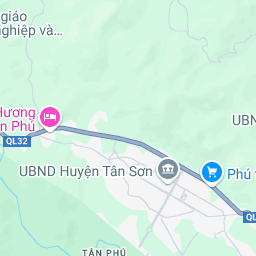 giáo
nghiệp và...
Hương
n Phú
QL32
UBND Huyện Tân Sơn
UBN
Phú
QL
TÂN PHÚ